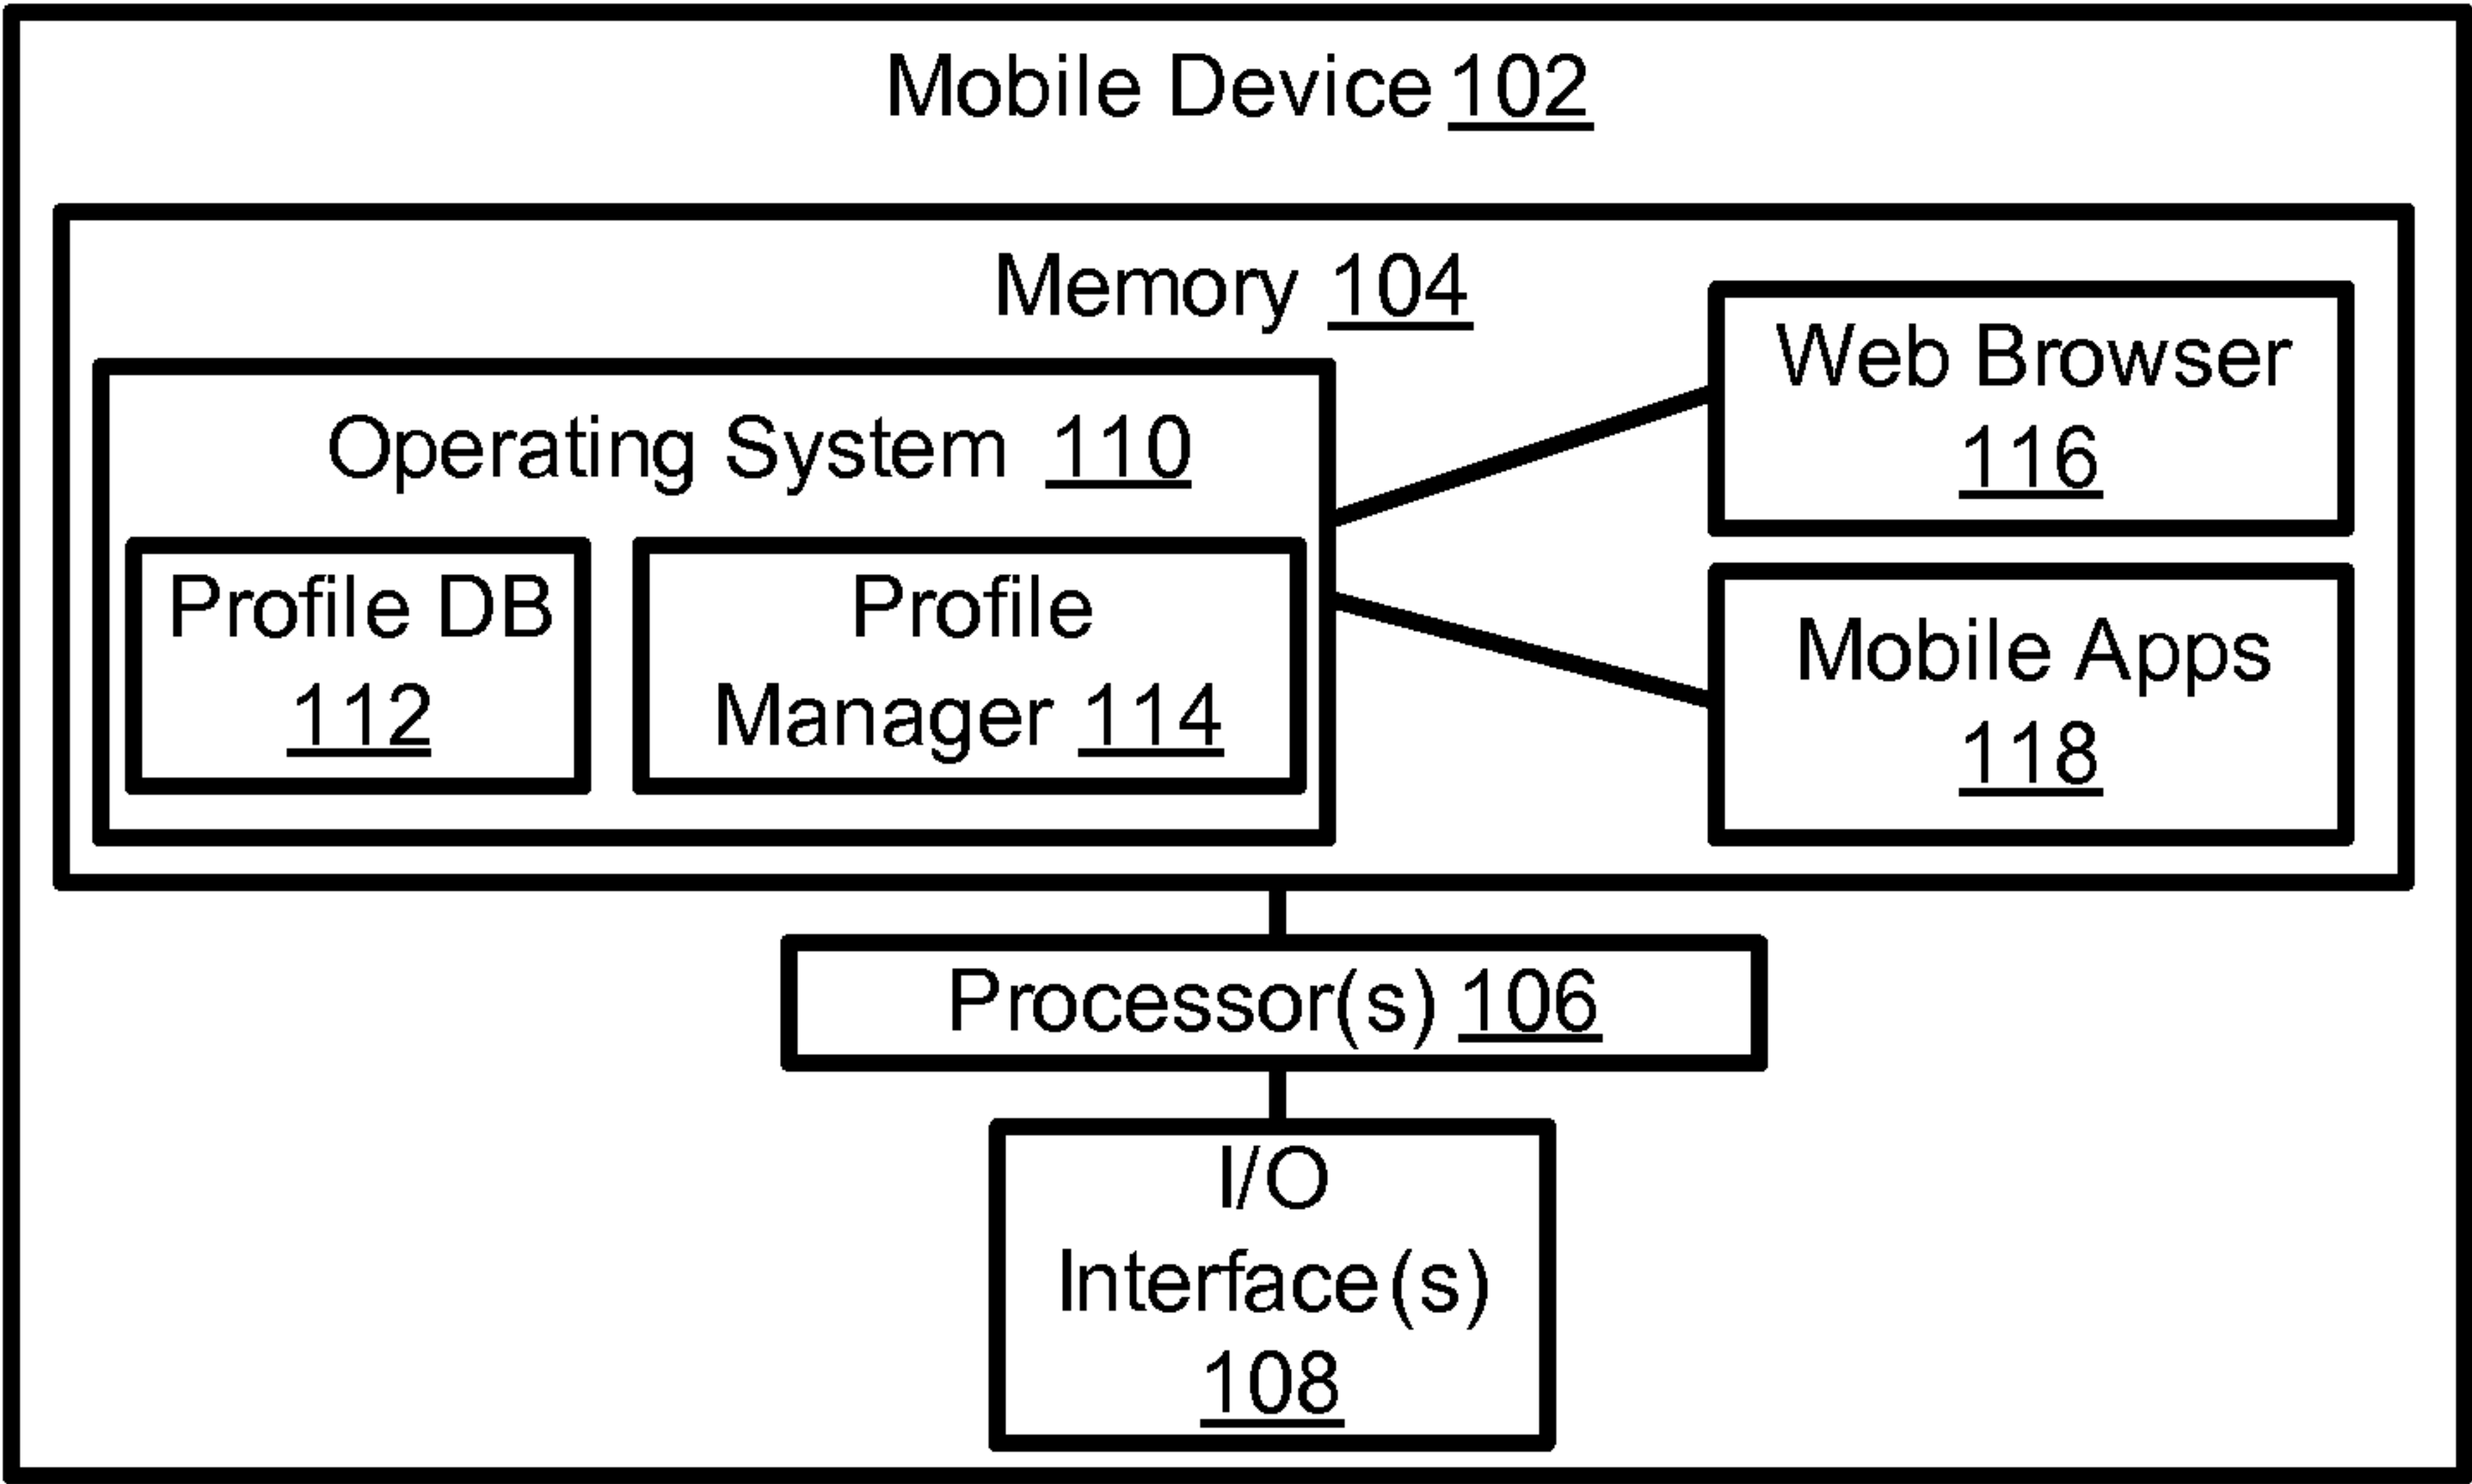 Mobile Device 102
Memory 104
Operating System 110
Profile DB
112
Profile
Manager 114
Web Browser
116
Mobile Apps
118
Processor(s) 106
I/O
Interface(s)
108